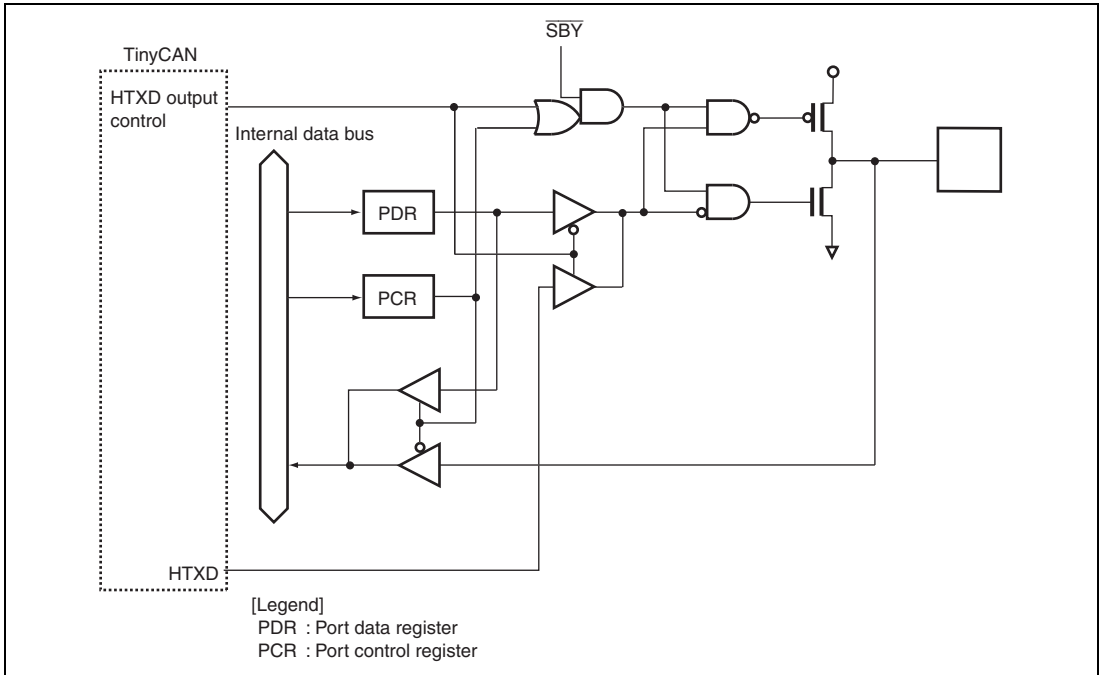 SBY
TinyCAN
HTXD output
control
Internal data bus
PDR
PCR
HTXD
[Legend]
PDR : Port data register
PCR : Port control register